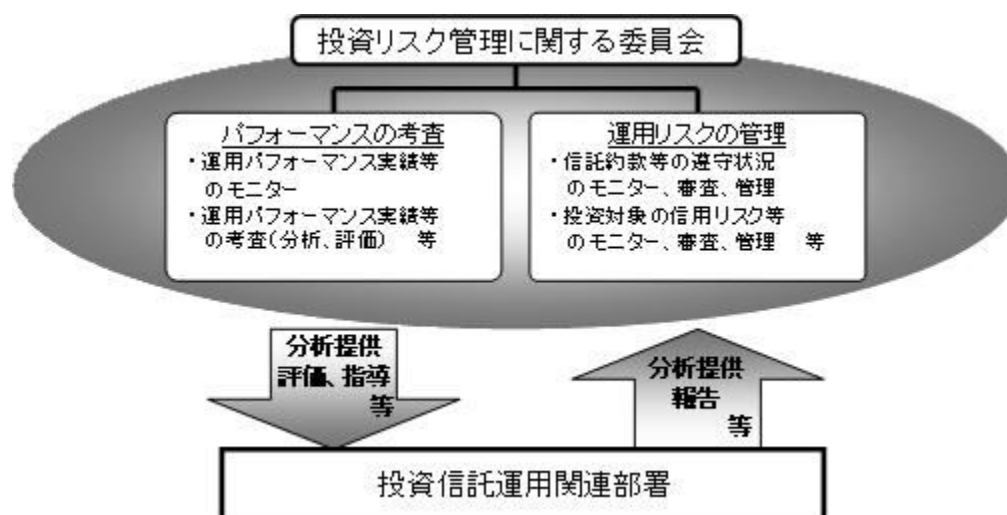 投資リスク管理に関する委員会
パフォーマンスの考査
・運用パフォーマンス実績等
のモニター
・運用パフォーマンス実績等
の考査(分析、評価) 等
運用リスクの管理
・信託約款等の遵守状況
のモニター、審査、管理
・投資対象の信用リスク等
のモニター、審査、管理 等
分析提供
評価、指導
等
分析提供
報告
等
投資信託運用関連部署